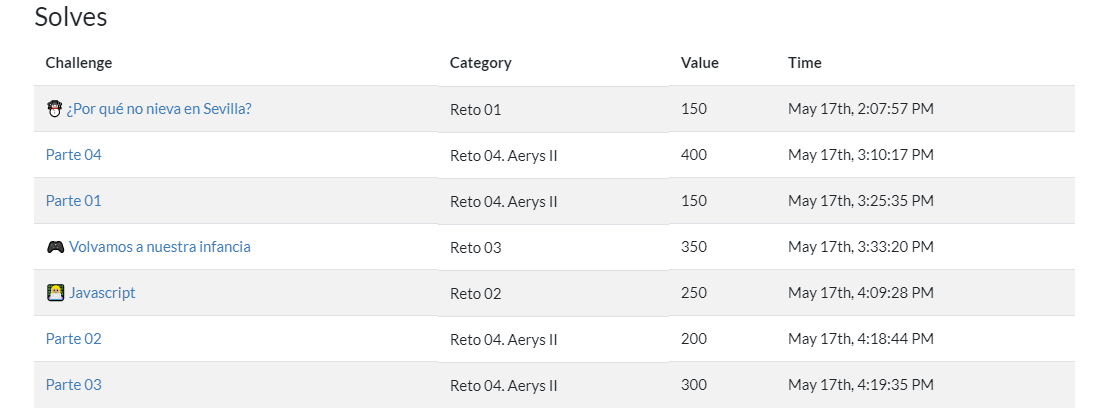 Solves
Challenge Category Value Time
¿Por qué no nieva en Sevilla? Reto 01 150 May 17th, 2:07:57 PM
Parte 04 Reto 04. Aerys II 400 May 17th, 3:10:17 PM
Parte 01 Reto 04. Aerys II 150 May 17th, 3:25:35 PM
Volvamos a nuestra infancia Reto 03 350 May 17th, 3:33:20 PM
Javascript Reto 02 250 May 17th, 4:09:28 PM
Parte 02 Reto 04. Aerys II 200 May 17th, 4:18:44 PM
Parte 03 Reto 04. Aerys II 300 May 17th, 4:19:35 PM